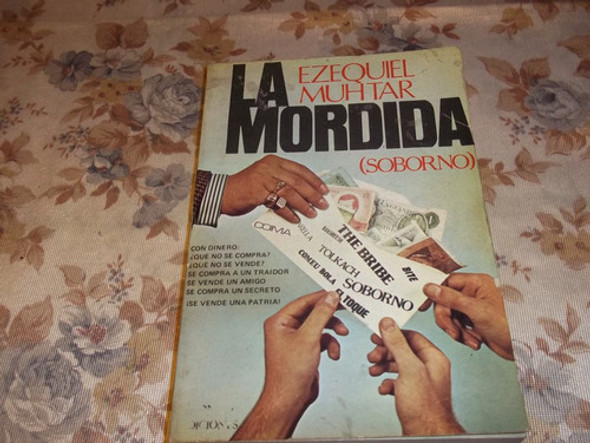 LA
EZEQUIEL
MUHTAR
MORDIDA
(SOBORNO)
COIMA
THE BRIBE
BITE
TOLKACH
SOBORNO
COMEU BOLA
EL TOQUE
CON DINERO:
¿QUE NO SE COMPRA?
¿QUE NO SE VENDE?
SE COMPRA A UN TRAIDOR
SE VENDE UN AMIGO
SE COMPRA UN SECRETO
¡SE VENDE UNA PATRIA!